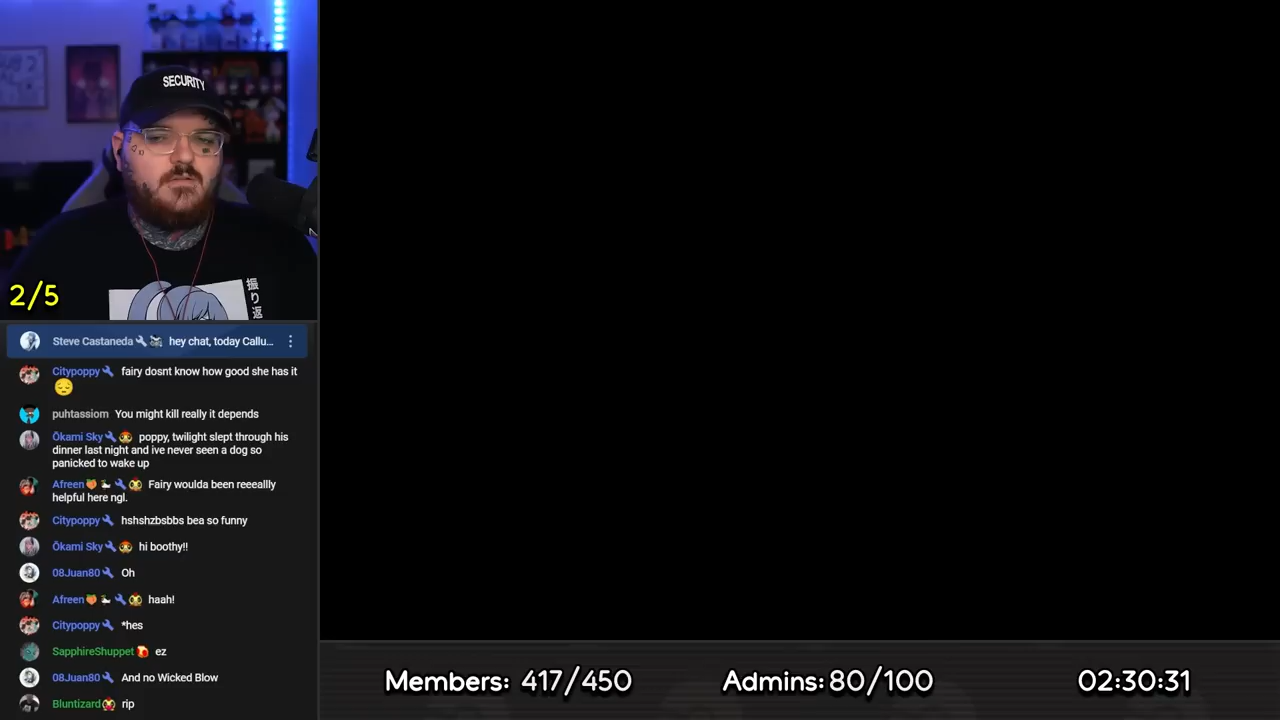 SECURITY
振り返
2/5
Steve Castaneda hey chat, today Callu...
Citypoppy fairy dosnt know how good she has it
puhtassiom You might kill really it depends
Ōkami Sky poppy, twilight slept through his
dinner last night and ive never seen a dog so
panicked to wake up
Afreen Fairy woulda been reeeallly
helpful here ngl.
Citypoppy hshshzbsbbs bea so funny
Ōkami Sky hi boothy!!
08Juan80 Oh
Afreen haah!
Citypoppy *hes
SapphireShuppet ez
08Juan80 And no Wicked Blow
Bluntizard rip
Members: 417/450 Admins: 80/100 02:30:31